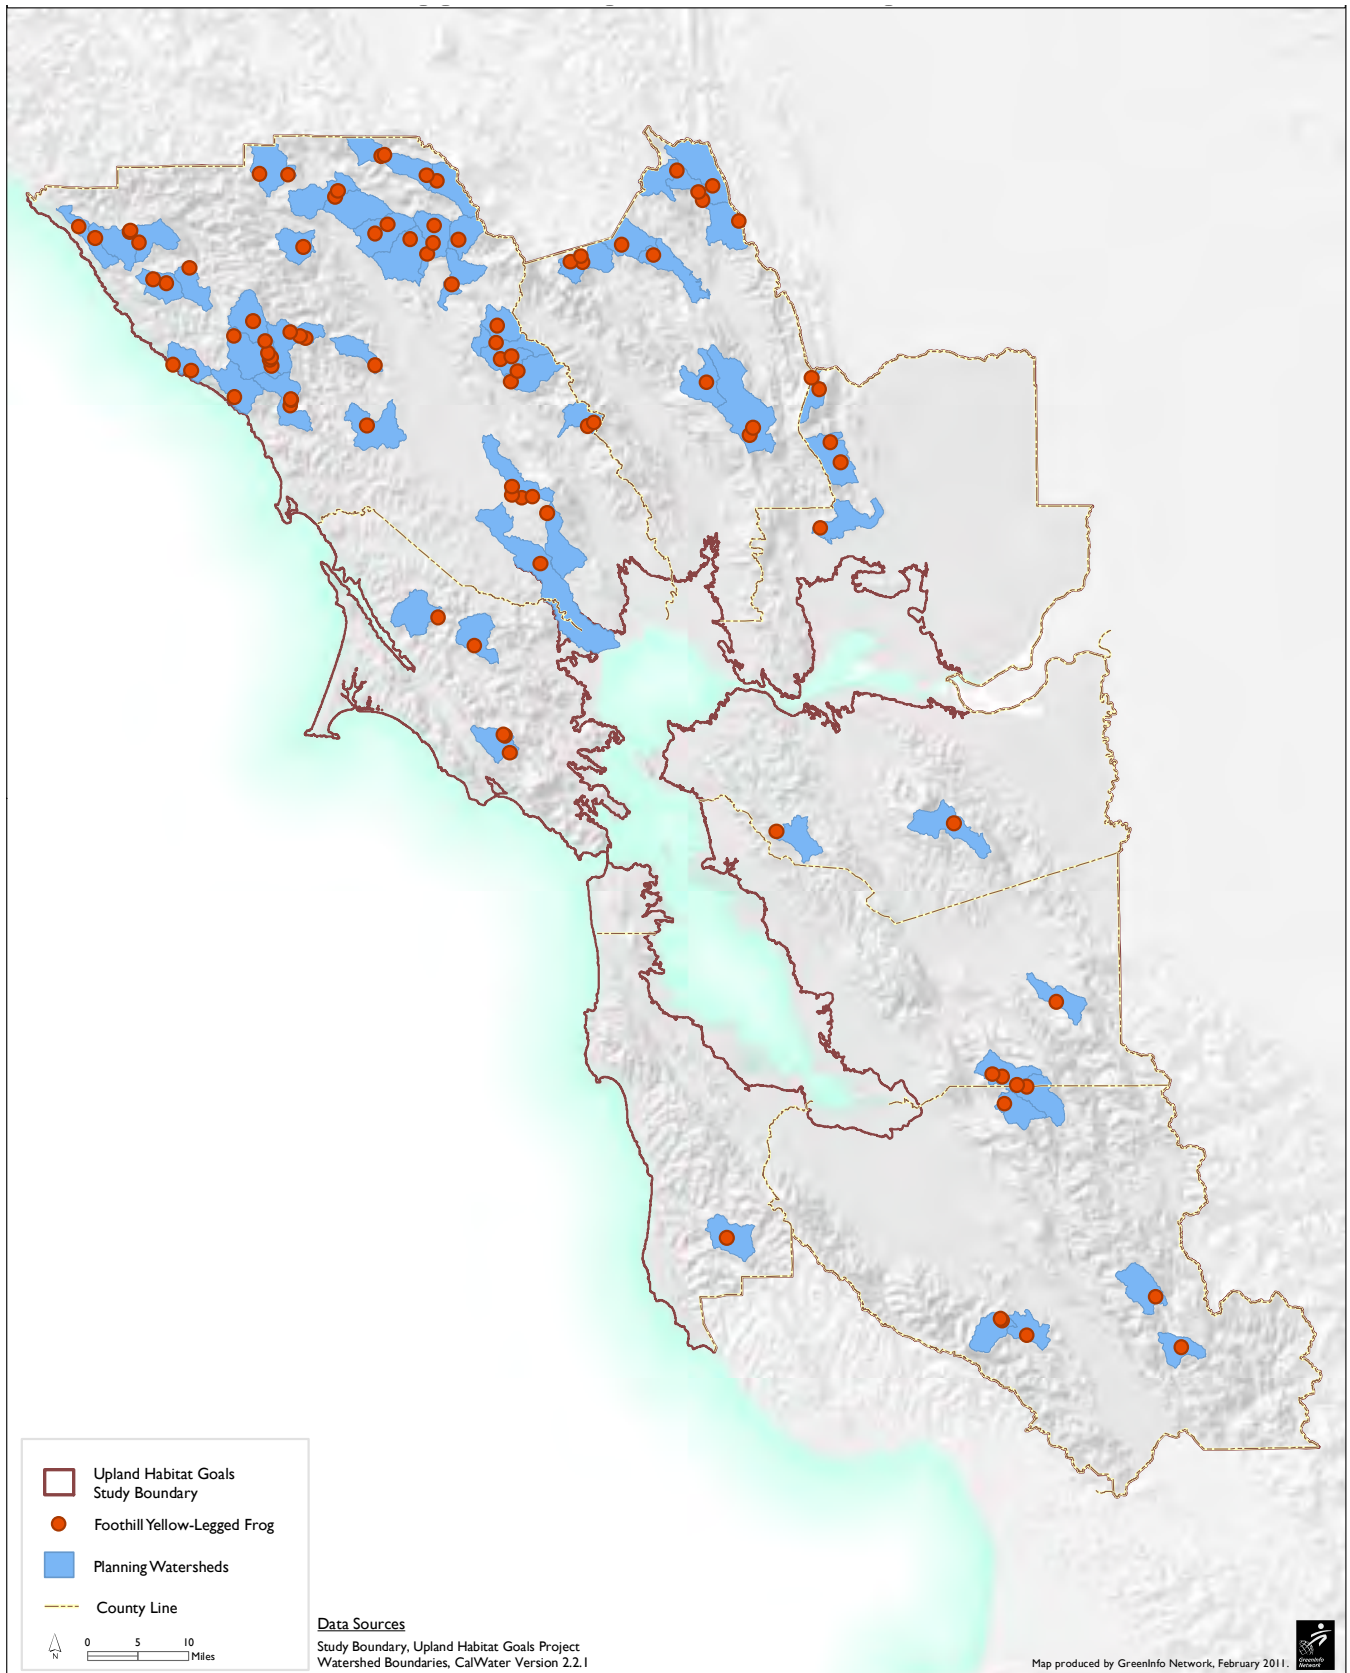 Upland Habitat Goals
Study Boundary
Foothill Yellow-Legged Frog
Planning Watersheds
County Line
N
0 5 10
Miles
Data Sources
Study Boundary, Upland Habitat Goals Project
Watershed Boundaries, CalWater Version 2.2.1
GreenInfo
Network
Map produced by GreenInfo Network, February 2011.